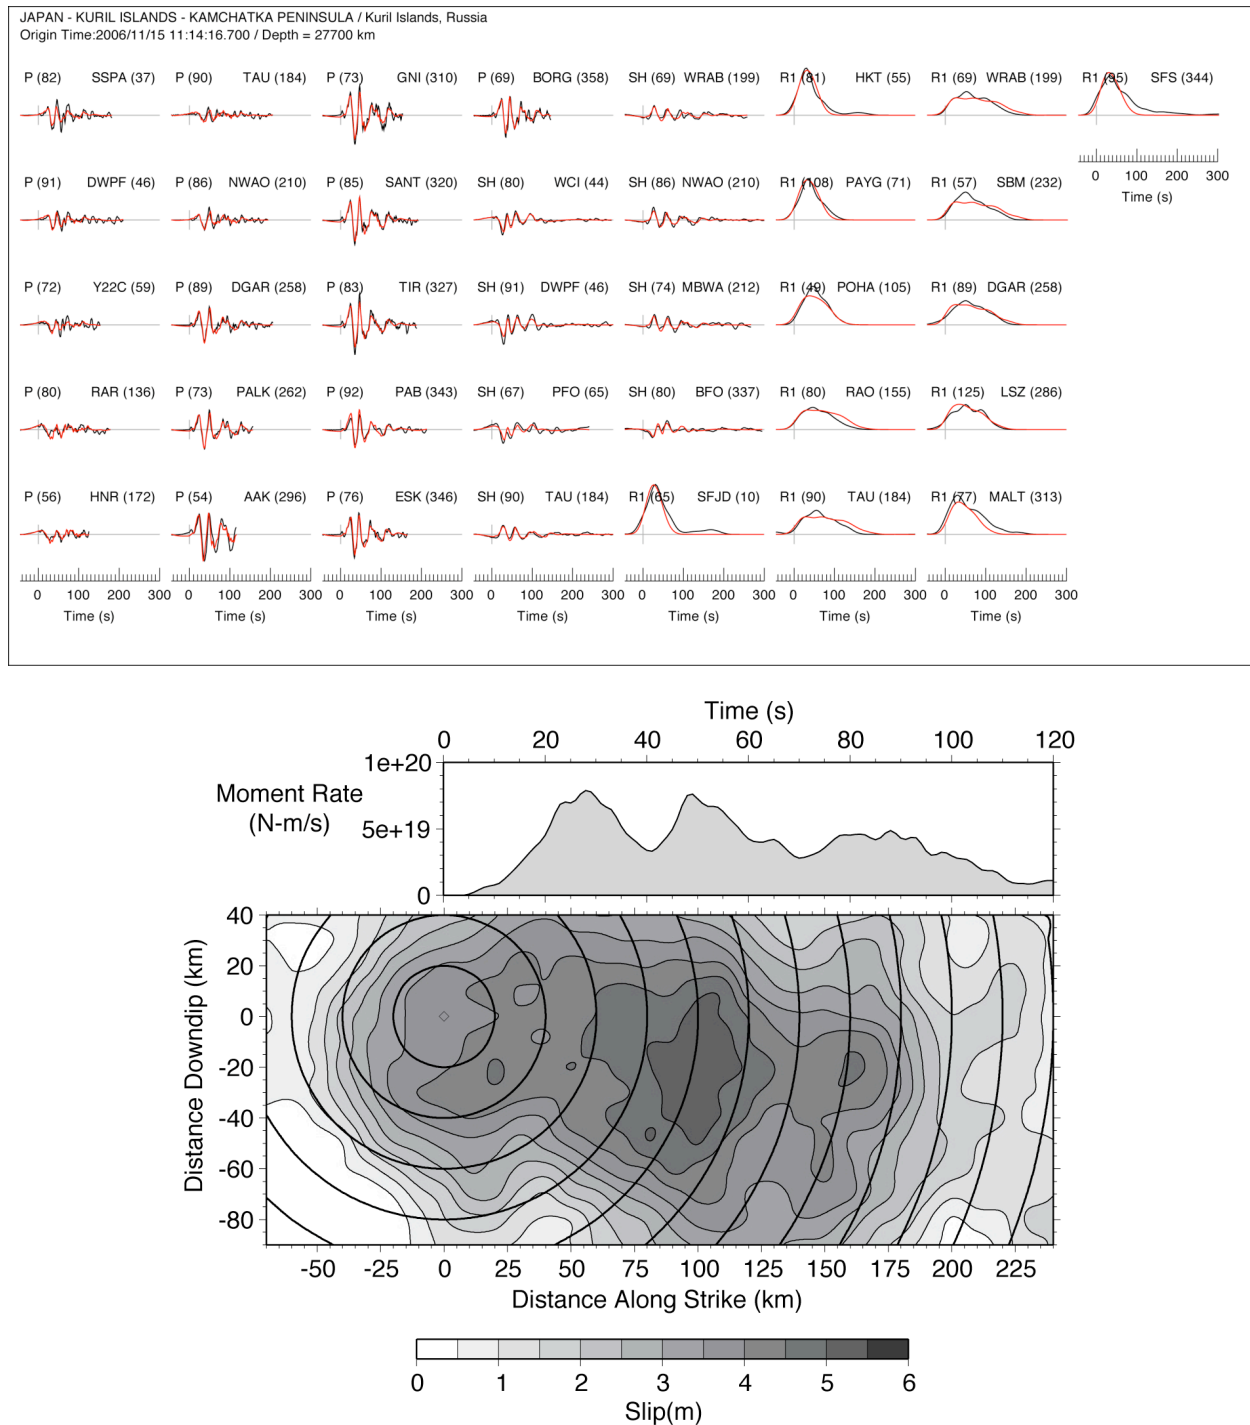 JAPAN - KURIL ISLANDS - KAMCHATKA PENINSULA / Kuril Islands, Russia
Origin Time:2006/11/15 11:14:16.700 / Depth = 27700 km
P (82) SSPA (37) P (90) TAU (184) P (73) GNI (310) P (69) BORG (358) SH (69) WRAB (199) R1 (81) HKT (55) R1 (69) WRAB (199) R1 (95) SFS (344)
0 100 200 300
Time (s)
P (91) DWPF (46) P (86) NWAO (210) P (85) SANT (320) SH (80) WCI (44) SH (86) NWAO (210) R1 (108) PAYG (71) R1 (57) SBM (232)
P (72) Y22C (59) P (89) DGAR (258) P (83) TIR (327) SH (91) DWPF (46) SH (74) MBWA (212) R1 (49) POHA (105) R1 (89) DGAR (258)
P (80) RAR (136) P (73) PALK (262) P (92) PAB (343) SH (67) PFO (65) SH (80) BFO (337) R1 (80) RAO (155) R1 (125) LSZ (286)
P (56) HNR (172) P (54) AAK (296) P (76) ESK (346) SH (90) TAU (184) R1 (65) SFJD (10) R1 (90) TAU (184) R1 (77) MALT (313)
0 100 200 300 0 100 200 300 0 100 200 300 0 100 200 300 0 100 200 300 0 100 200 300 0 100 200 300
Time (s) Time (s) Time (s) Time (s) Time (s) Time (s) Time (s)
Time (s)
0 20 40 60 80 100 120
1e+20
Moment Rate
(N-m/s)
5e+19
0
Distance Downdip (km)
40
20
0
-20
-40
-60
-80
-50 -25 0 25 50 75 100 125 150 175 200 225
Distance Along Strike (km)
0 1 2 3 4 5 6
Slip(m)